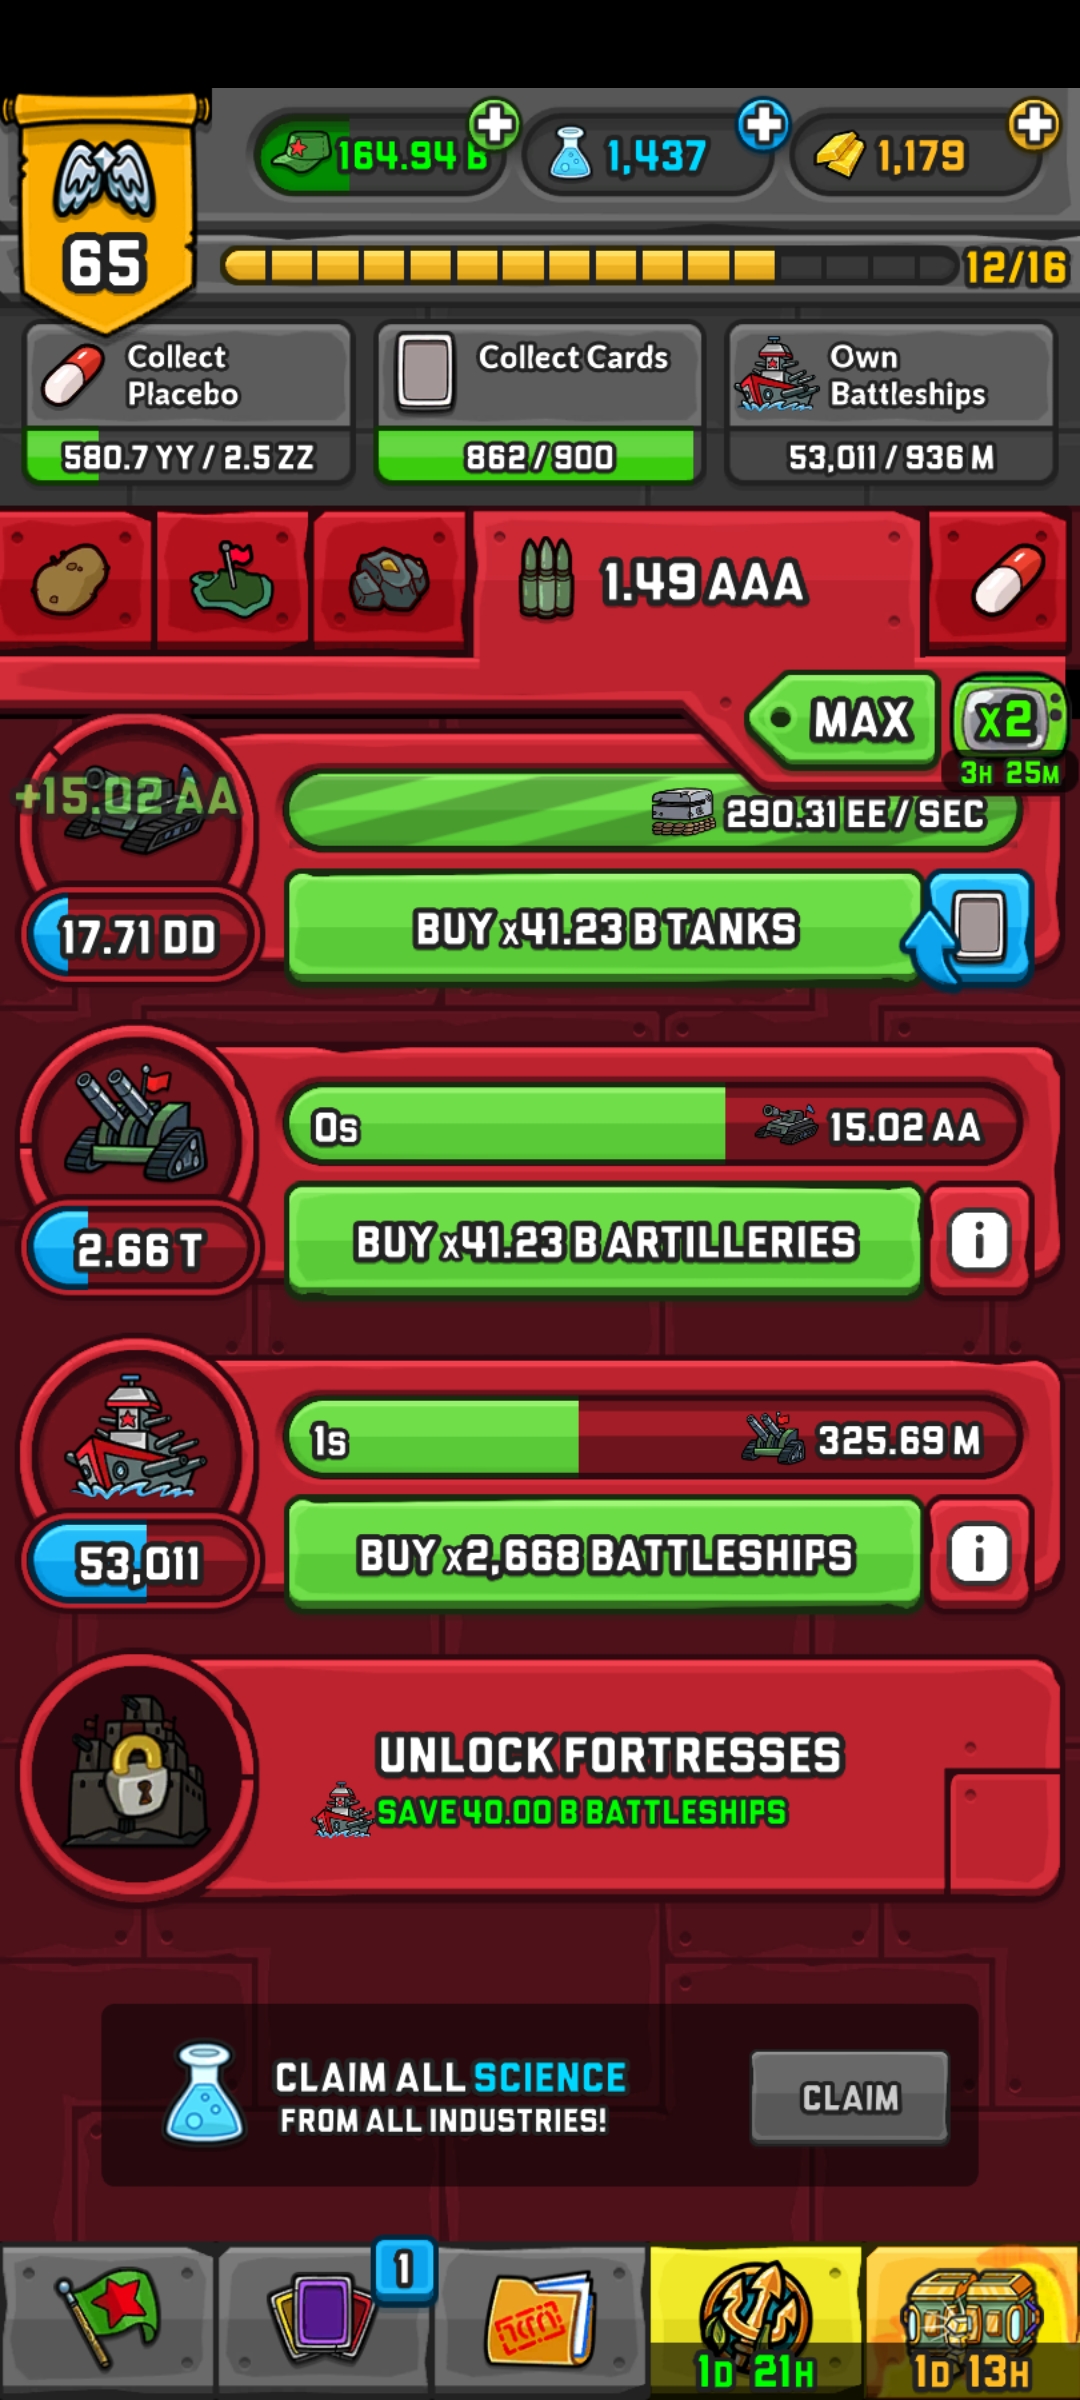 164.94 B
1,437
1,179
65
12/16
Collect
Placebo
Collect Cards
Own
Battleships
580.7 YY / 2.5 ZZ
862/900
53,011 / 936 M
1.49 AAA
MAX
x2
3H 25M
+15.02 AA
290.31 EE / SEC
17.71 DD
BUY x41.23 B TANKS
0s
15.02 AA
2.66 T
BUY x41.23 B ARTILLERIES
i
1s
325.69 M
53,011
BUY x2,668 BATTLESHIPS
i
UNLOCK FORTRESSES
SAVE 40.00 B BATTLESHIPS
CLAIM ALL SCIENCE
FROM ALL INDUSTRIES!
CLAIM
1
1D 21H
1D 13H